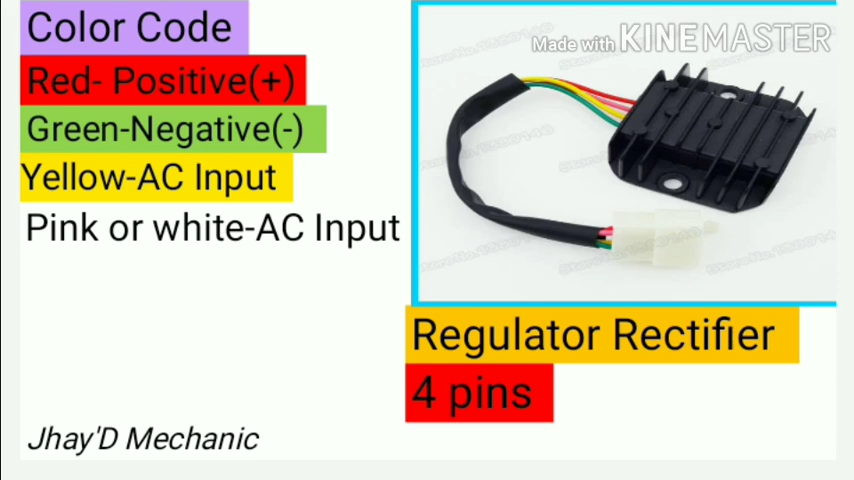 Color Code
Red- Positive(+)
Green-Negative(-)
Yellow-AC Input
Pink or white-AC Input
Made with KINEMASTER
Regulator Rectifier
4 pins
Jhay'D Mechanic